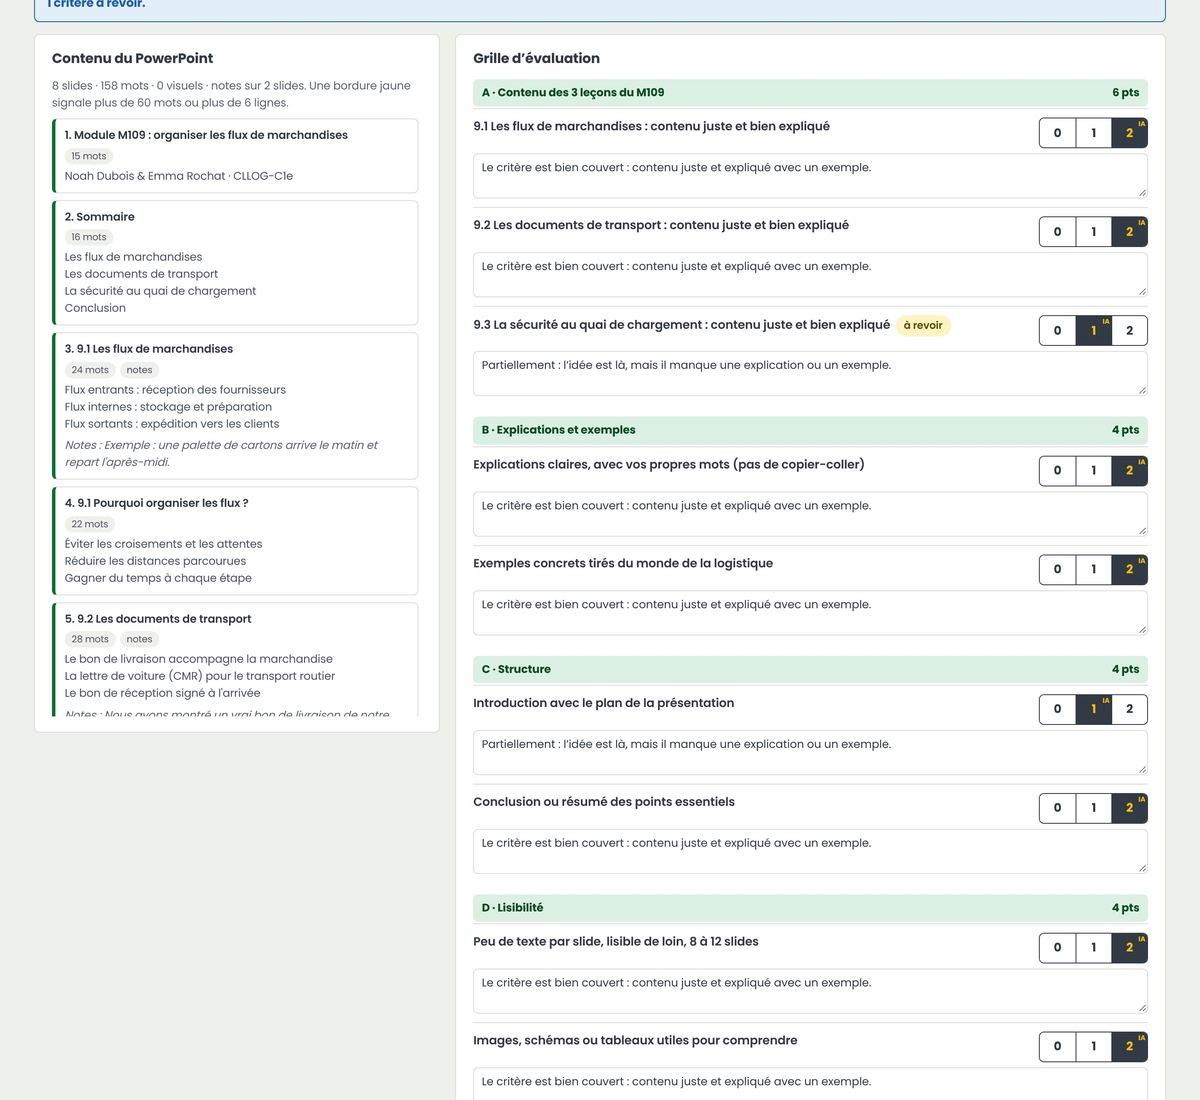 1 critère à revoir.
Contenu du PowerPoint
8 slides · 158 mots · 0 visuels · notes sur 2 slides. Une bordure jaune
signale plus de 60 mots ou plus de 6 lignes.
1. Module M109 : organiser les flux de marchandises
15 mots
Noah Dubois & Emma Rochat · CLLOG-C1e
2. Sommaire
16 mots
Les flux de marchandises
Les documents de transport
La sécurité au quai de chargement
Conclusion
3. 9.1 Les flux de marchandises
24 mots notes
Flux entrants : réception des fournisseurs
Flux internes : stockage et préparation
Flux sortants : expédition vers les clients
Notes : Exemple : une palette de cartons arrive le matin et
repart l'après-midi.
4. 9.1 Pourquoi organiser les flux ?
22 mots
Éviter les croisements et les attentes
Réduire les distances parcourues
Gagner du temps à chaque étape
5. 9.2 Les documents de transport
28 mots notes
Le bon de livraison accompagne la marchandise
La lettre de voiture (CMR) pour le transport routier
Le bon de réception signé à l'arrivée
Notes : Nous avons montré un vrai bon de livraison de notre
Grille d’évaluation
A · Contenu des 3 leçons du M109 6 pts
9.1 Les flux de marchandises : contenu juste et bien expliqué 0 1 2 IA
Le critère est bien couvert : contenu juste et expliqué avec un exemple.
9.2 Les documents de transport : contenu juste et bien expliqué 0 1 2 IA
Le critère est bien couvert : contenu juste et expliqué avec un exemple.
9.3 La sécurité au quai de chargement : contenu juste et bien expliqué à revoir 0 1 IA 2
Partiellement : l’idée est là, mais il manque une explication ou un exemple.
B · Explications et exemples 4 pts
Explications claires, avec vos propres mots (pas de copier-coller) 0 1 2 IA
Le critère est bien couvert : contenu juste et expliqué avec un exemple.
Exemples concrets tirés du monde de la logistique 0 1 2 IA
Le critère est bien couvert : contenu juste et expliqué avec un exemple.
C · Structure 4 pts
Introduction avec le plan de la présentation 0 1 IA 2
Partiellement : l’idée est là, mais il manque une explication ou un exemple.
Conclusion ou résumé des points essentiels 0 1 2 IA
Le critère est bien couvert : contenu juste et expliqué avec un exemple.
D · Lisibilité 4 pts
Peu de texte par slide, lisible de loin, 8 à 12 slides 0 1 2 IA
Le critère est bien couvert : contenu juste et expliqué avec un exemple.
Images, schémas ou tableaux utiles pour comprendre 0 1 2 IA
Le critère est bien couvert : contenu juste et expliqué avec un exemple.